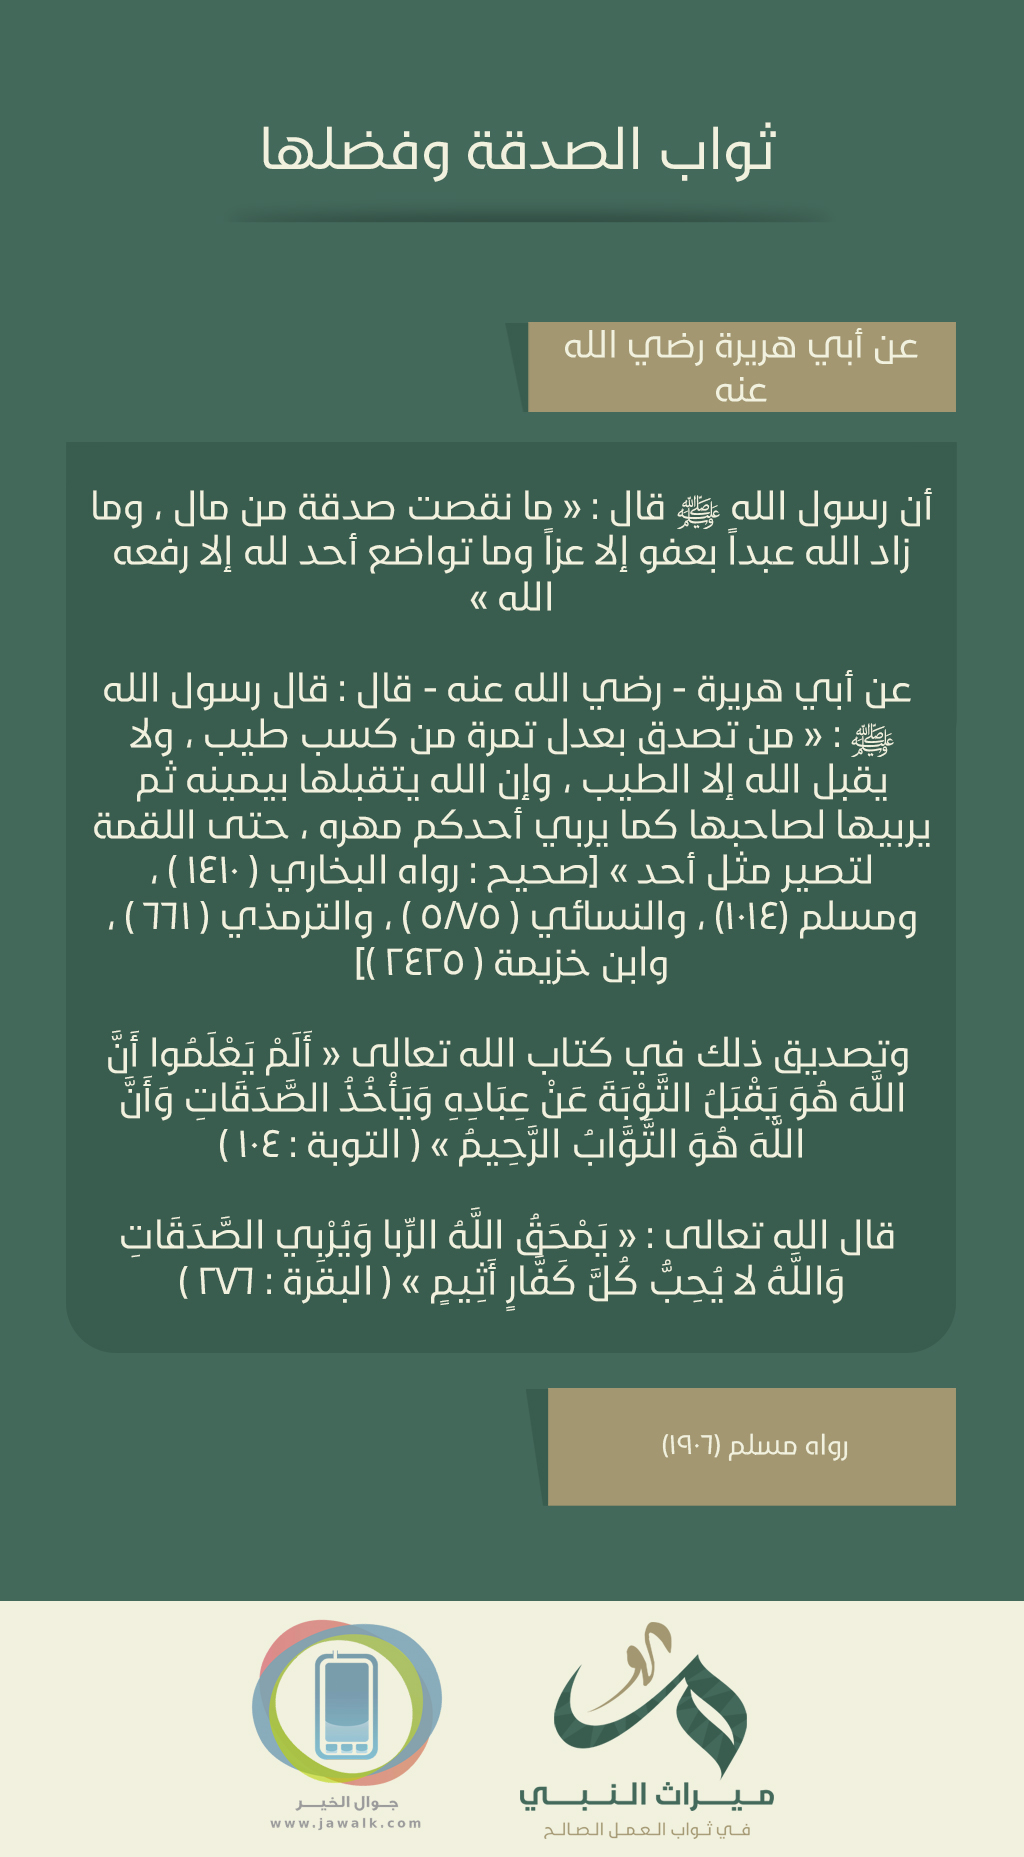 ثواب الصدقة وفضلها
عن أبي هريرة رضي الله
عنه
أن رسول الله ﷺ قال : « ما نقصت صدقة من مال ، وما
زاد الله عبداً بعفو إلا عزاً وما تواضع أحد لله إلا رفعه
الله »
عن أبي هريرة - رضي الله عنه - قال : قال رسول الله
ﷺ : « من تصدق بعدل تمرة من كسب طيب ، ولا
يقبل الله إلا الطيب ، وإن الله يتقبلها بيمينه ثم
يربيها لصاحبها كما يربي أحدكم مهره ، حتى اللقمة
لتصير مثل أحد » [صحيح : رواه البخاري ( ١٤١٠ ) ،
ومسلم (١٠١٤) ، والنسائي ( ٥/٧٥ ) ، والترمذي ( ٦٦١ ) ،
وابن خزيمة ( ٢٤٢٥ )]
وتصديق ذلك في كتاب الله تعالى « أَلَمْ يَعْلَمُوا أَنَّ
اللَّهَ هُوَ يَقْبَلُ التَّوْبَةَ عَنْ عِبَادِهِ وَيَأْخُذُ الصَّدَقَاتِ وَأَنَّ
اللَّهَ هُوَ التَّوَّابُ الرَّحِيمُ » ( التوبة : ١٠٤ )
قال الله تعالى : « يَمْحَقُ اللَّهُ الرِّبا وَيُرْبِي الصَّدَقَاتِ
وَاللَّهُ لا يُحِبُّ كُلَّ كَفَّارٍ أَثِيمٍ » ( البقرة : ٢٧٦ )
رواه مسلم (١٩٠٦)
ميراث النبي
في ثواب العمل الصالح
جوال الخير
www.jawalk.com